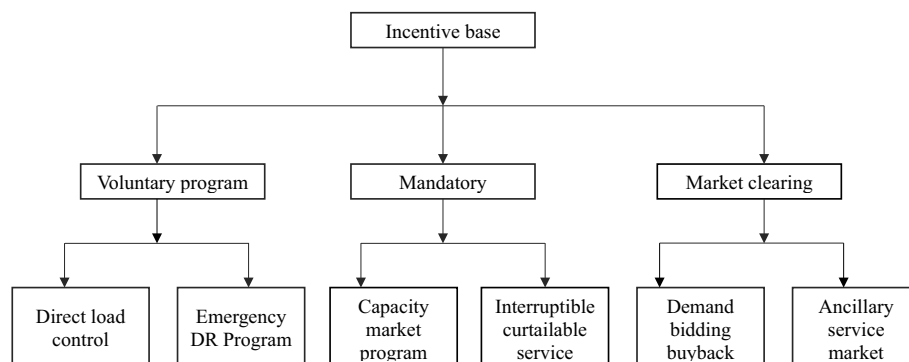 Incentive base
Voluntary program
Mandatory
Market clearing
Direct load
control
Emergency
DR Program
Capacity
market
program
Interruptible
curtailable
service
Demand
bidding
buyback
Ancillary
service
market